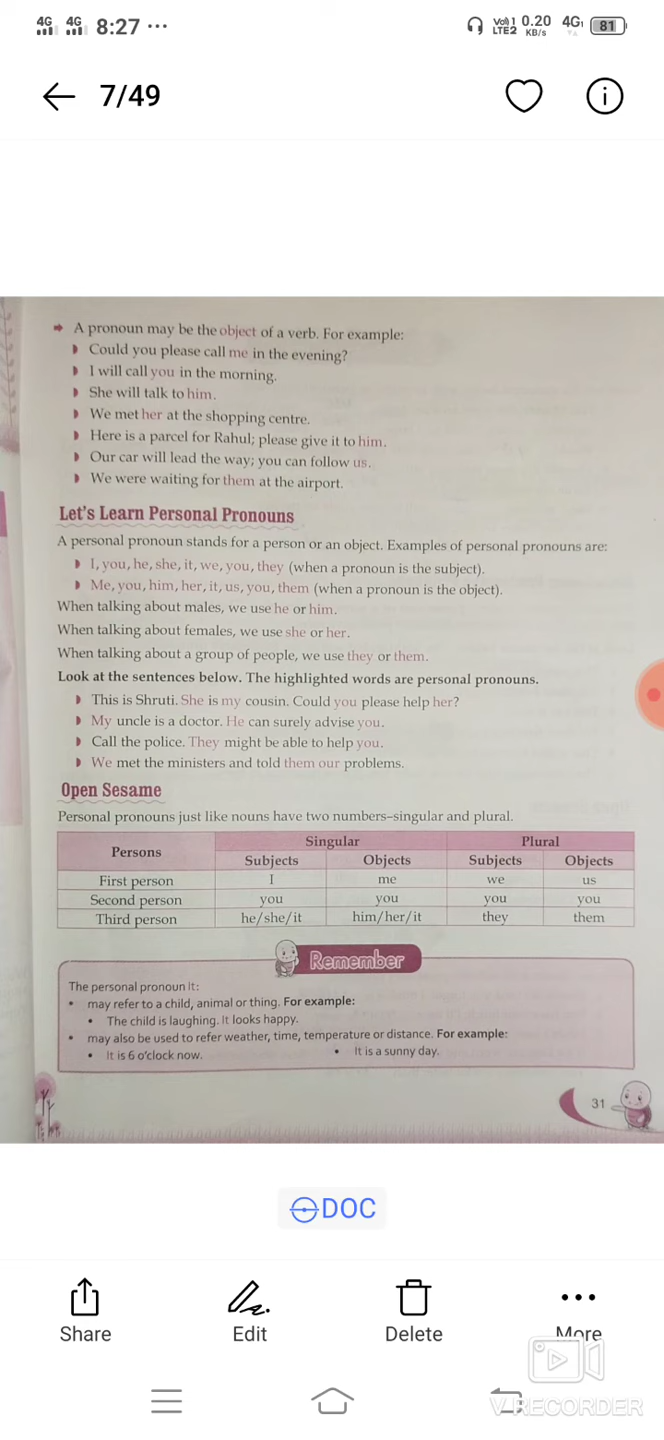 4G 4G 8:27 ··· Vo)) 1 LTE2 0.20 KB/s 4G 81
7/49
A pronoun may be the object of a verb. For example:
Could you please call me in the evening?
I will call you in the morning.
She will talk to him.
We met her at the shopping centre.
Here is a parcel for Rahul; please give it to him.
Our car will lead the way; you can follow us.
We were waiting for them at the airport.
Let's Learn Personal Pronouns
A personal pronoun stands for a person or an object. Examples of personal pronouns are:
I, you, he, she, it, we, you, they (when a pronoun is the subject).
Me, you, him, her, it, us, you, them (when a pronoun is the object).
When talking about males, we use he or him.
When talking about females, we use she or her.
When talking about a group of people, we use they or them.
Look at the sentences below. The highlighted words are personal pronouns.
This is Shruti. She is my cousin. Could you please help her?
My uncle is a doctor. He can surely advise you.
Call the police. They might be able to help you.
We met the ministers and told them our problems.
Open Sesame
Personal pronouns just like nouns have two numbers–singular and plural.
Persons Singular Plural
Subjects Objects Subjects Objects
First person I me we us
Second person you you you you
Third person he/she/it him/her/it they them
Remember
The personal pronoun It:
• may refer to a child, animal or thing. For example:
• The child is laughing. It looks happy.
• may also be used to refer weather, time, temperature or distance. For example:
• It is 6 o'clock now. • It is a sunny day.
31
DOC
Share Edit Delete More
V RECORDER